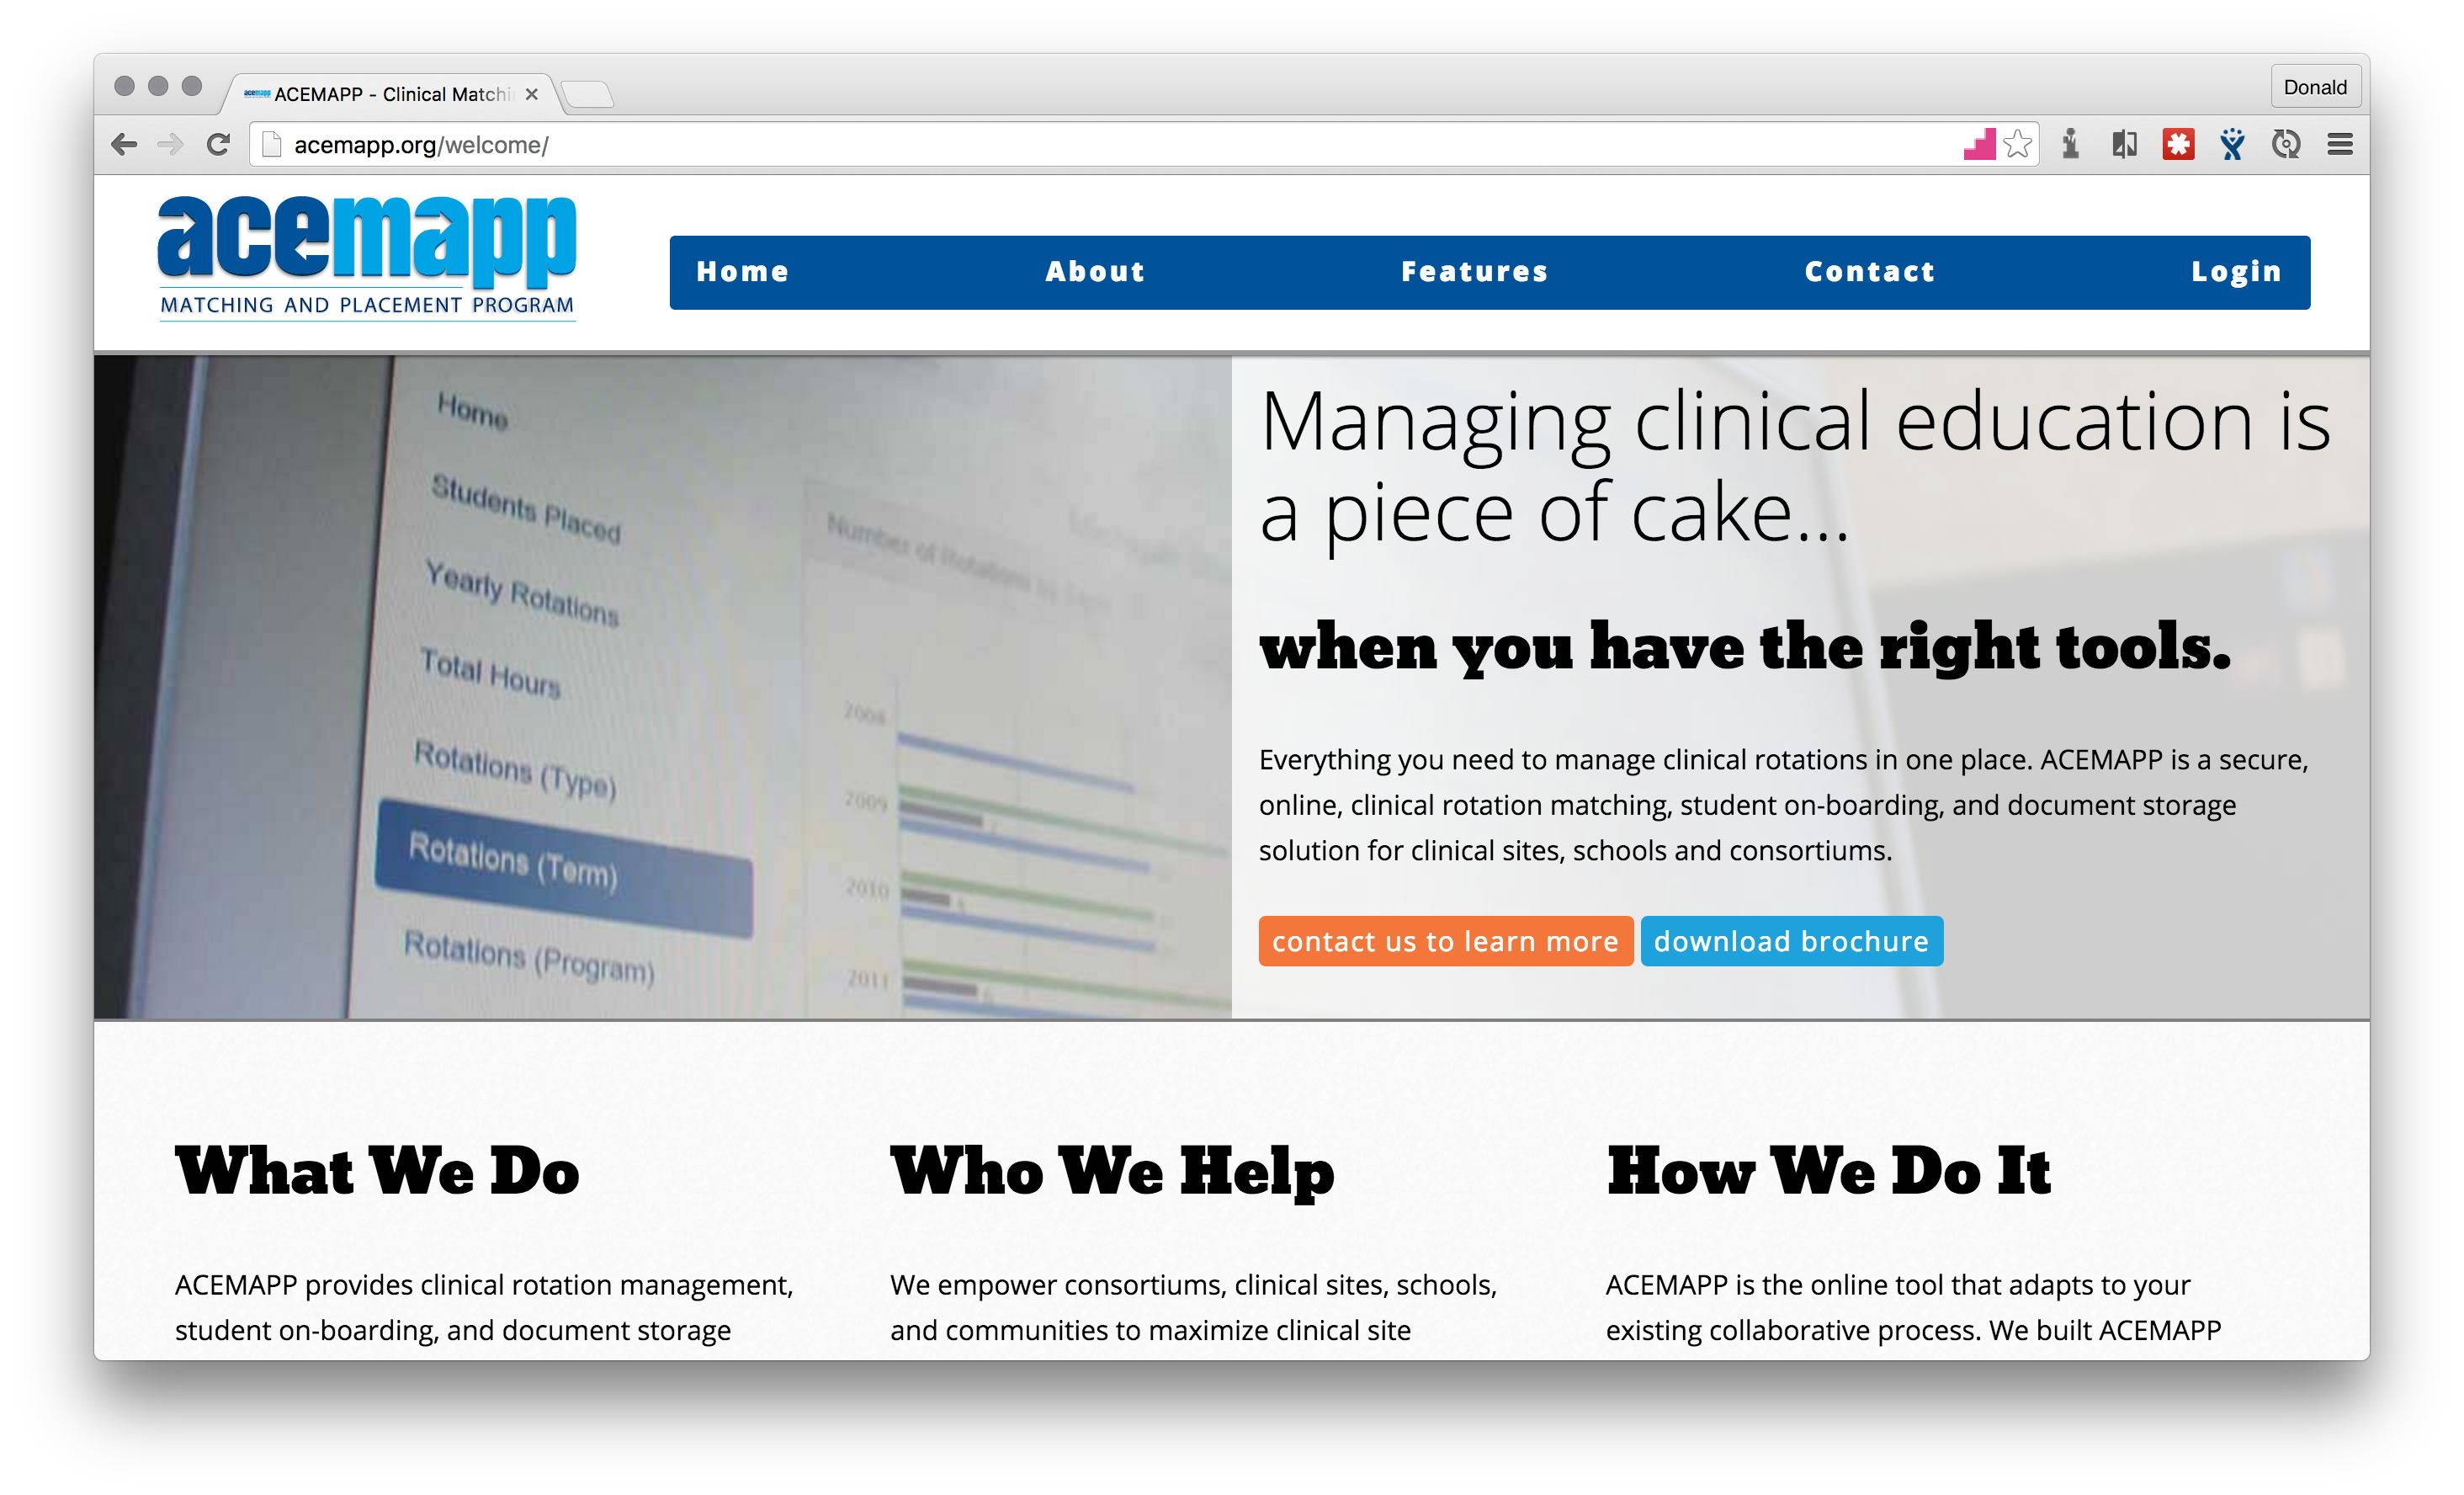 acemapp ACEMAPP - Clinical Matchi
Donald
acemapp.org/welcome/
acemapp
MATCHING AND PLACEMENT PROGRAM
Home About Features Contact Login
Home
Students Placed
Yearly Rotations
Total Hours
Rotations (Type)
Rotations (Term)
Rotations (Program)
Number of Rotations by
2008
2009
2010
2011
Managing clinical education is
a piece of cake...
when you have the right tools.
Everything you need to manage clinical rotations in one place. ACEMAPP is a secure,
online, clinical rotation matching, student on-boarding, and document storage
solution for clinical sites, schools and consortiums.
contact us to learn more download brochure
What We Do
ACEMAPP provides clinical rotation management,
student on-boarding, and document storage
Who We Help
We empower consortiums, clinical sites, schools,
and communities to maximize clinical site
How We Do It
ACEMAPP is the online tool that adapts to your
existing collaborative process. We built ACEMAPP